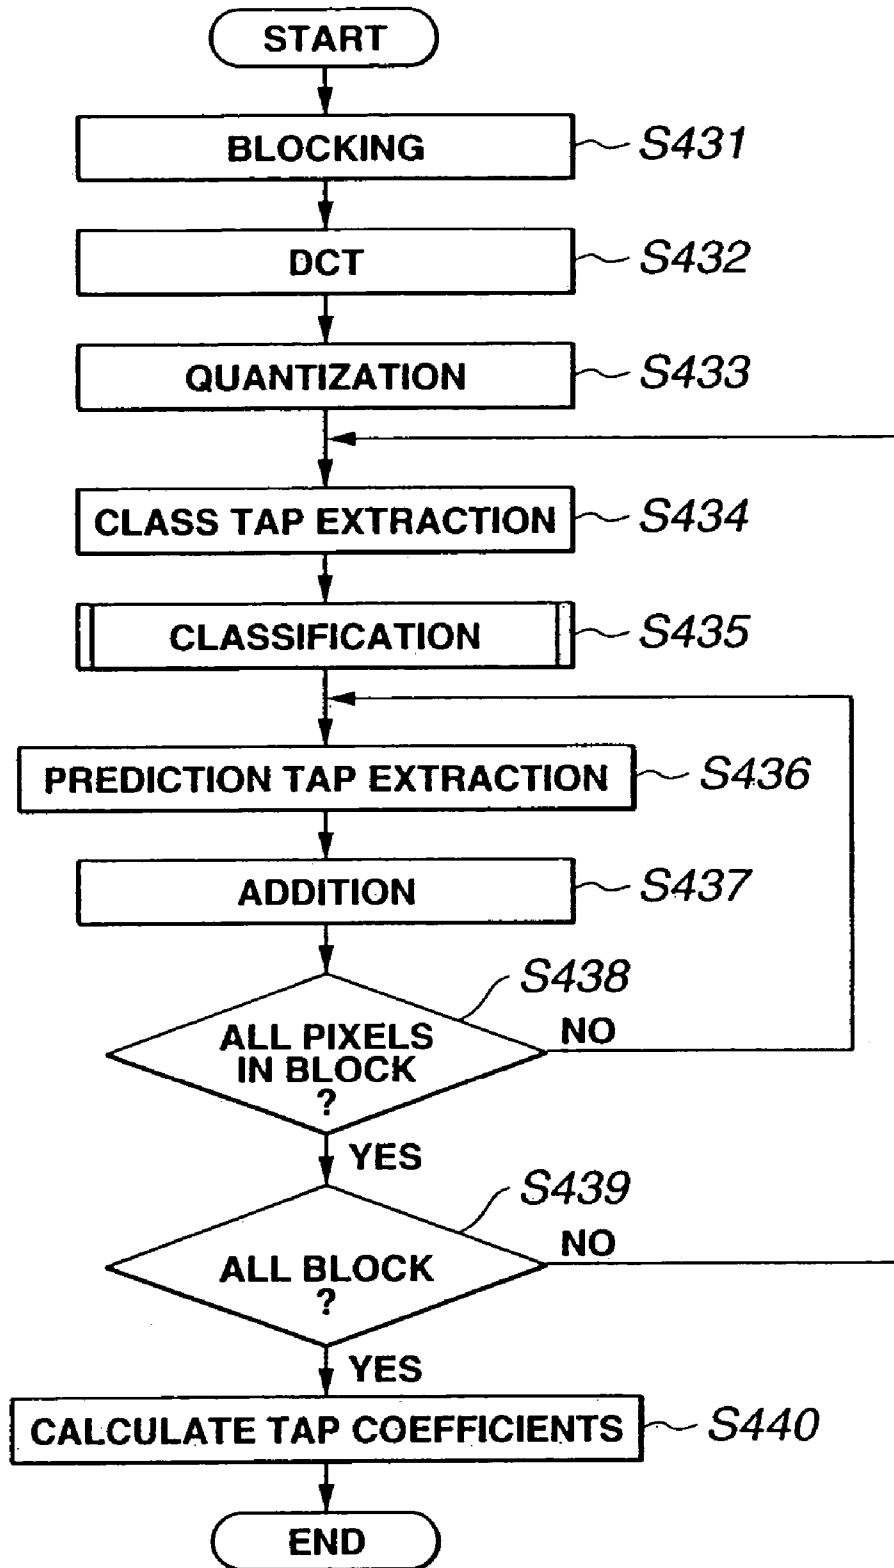 START
BLOCKING
S431
DCT
S432
QUANTIZATION
S433
CLASS TAP EXTRACTION
S434
CLASSIFICATION
S435
PREDICTION TAP EXTRACTION
S436
ADDITION
S437
S438
ALL PIXELS
IN BLOCK
?
NO
YES
S439
ALL BLOCK
?
NO
YES
CALCULATE TAP COEFFICIENTS
S440
END